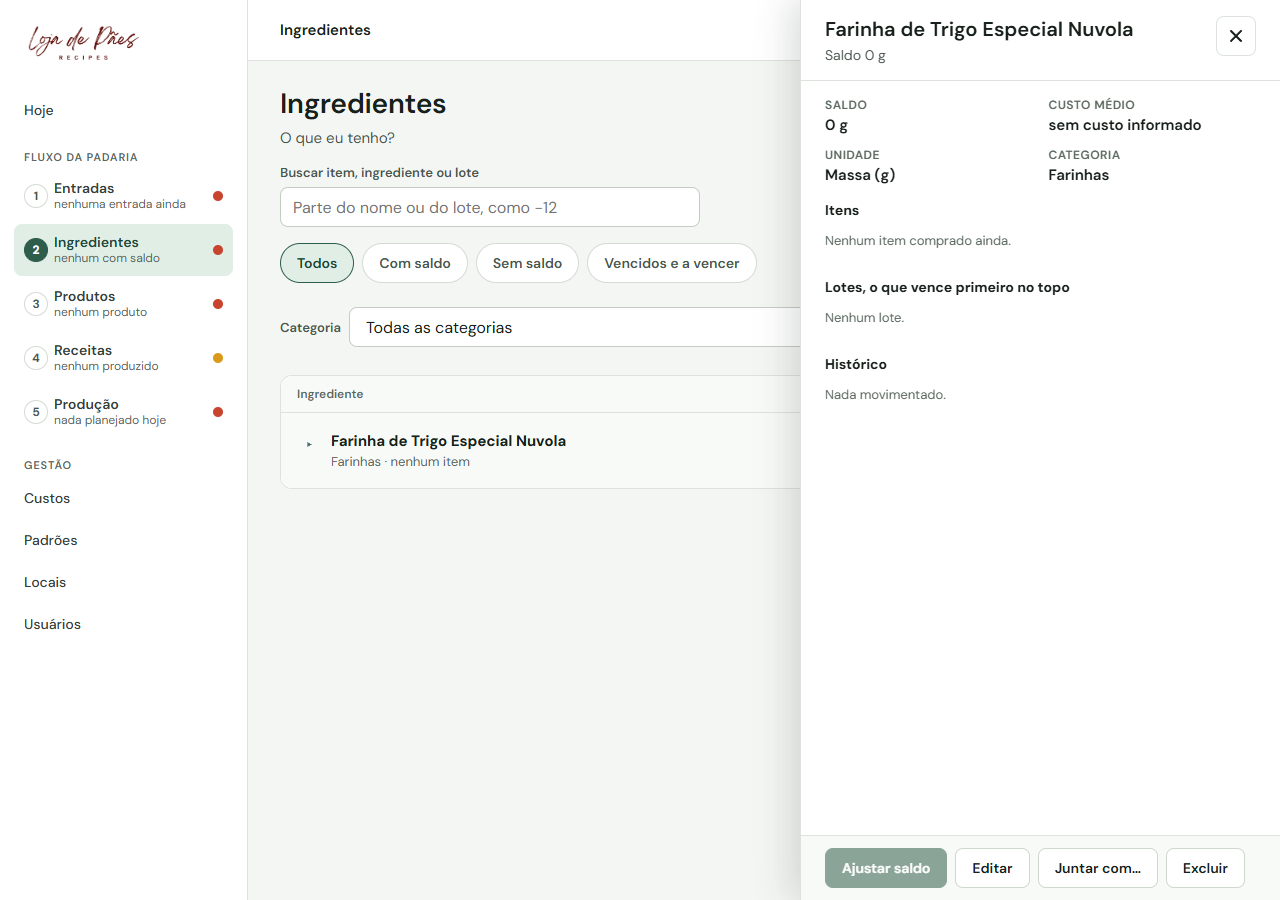 Loja de Pães
RECIPES
Hoje
FLUXO DA PADARIA
1
Entradas
nenhuma entrada ainda
2
Ingredientes
nenhum com saldo
3
Produtos
nenhum produto
4
Receitas
nenhum produzido
5
Produção
nada planejado hoje
GESTÃO
Custos
Padrões
Locais
Usuários
Ingredientes
Ingredientes
O que eu tenho?
Buscar item, ingrediente ou lote
Parte do nome ou do lote, como -12
Todos
Com saldo
Sem saldo
Vencidos e a vencer
Categoria
Todas as categorias
Ingrediente
Farinha de Trigo Especial Nuvola
Farinhas · nenhum item
Farinha de Trigo Especial Nuvola
Saldo 0 g
SALDO
0 g
CUSTO MÉDIO
sem custo informado
UNIDADE
Massa (g)
CATEGORIA
Farinhas
Itens
Nenhum item comprado ainda.
Lotes, o que vence primeiro no topo
Nenhum lote.
Histórico
Nada movimentado.
Ajustar saldo
Editar
Juntar com…
Excluir